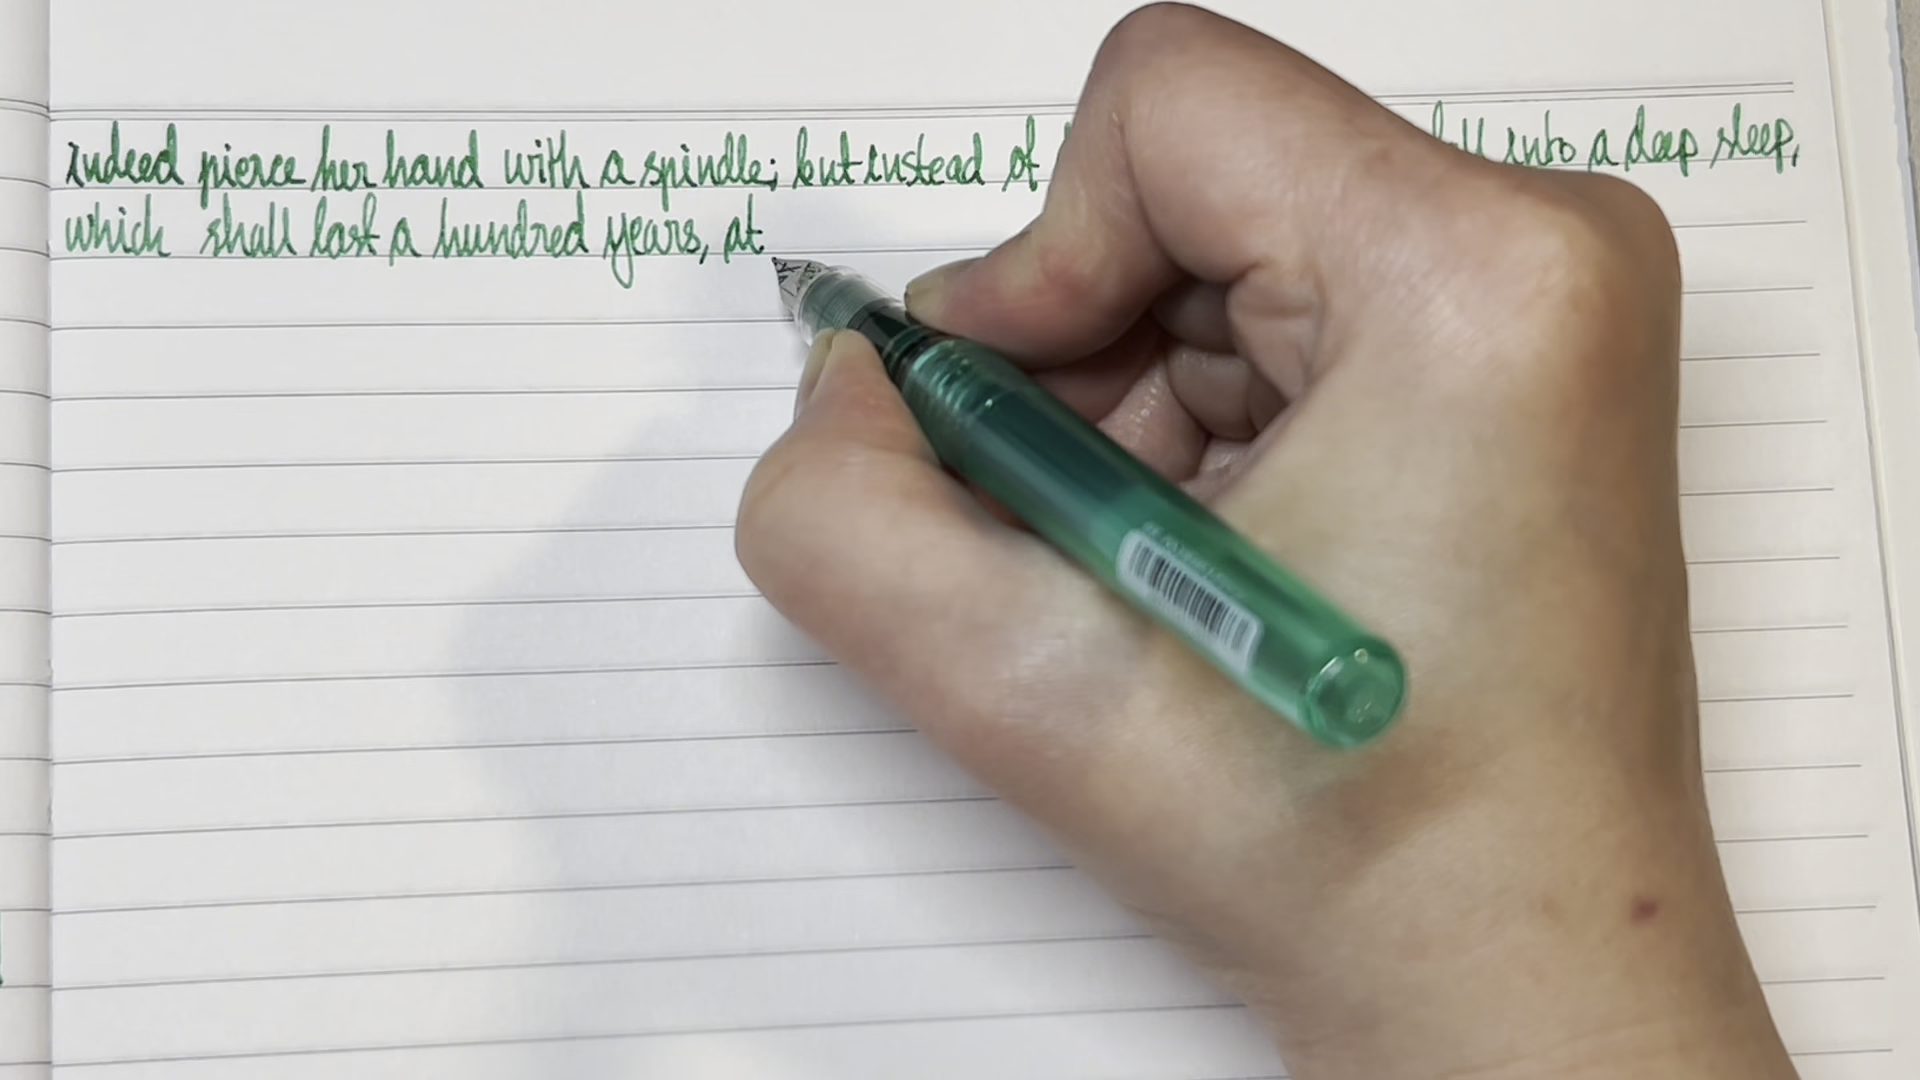 indeed pierce her hand with a spindle; but instead of into a deep sleep,
which shall last a hundred years, at